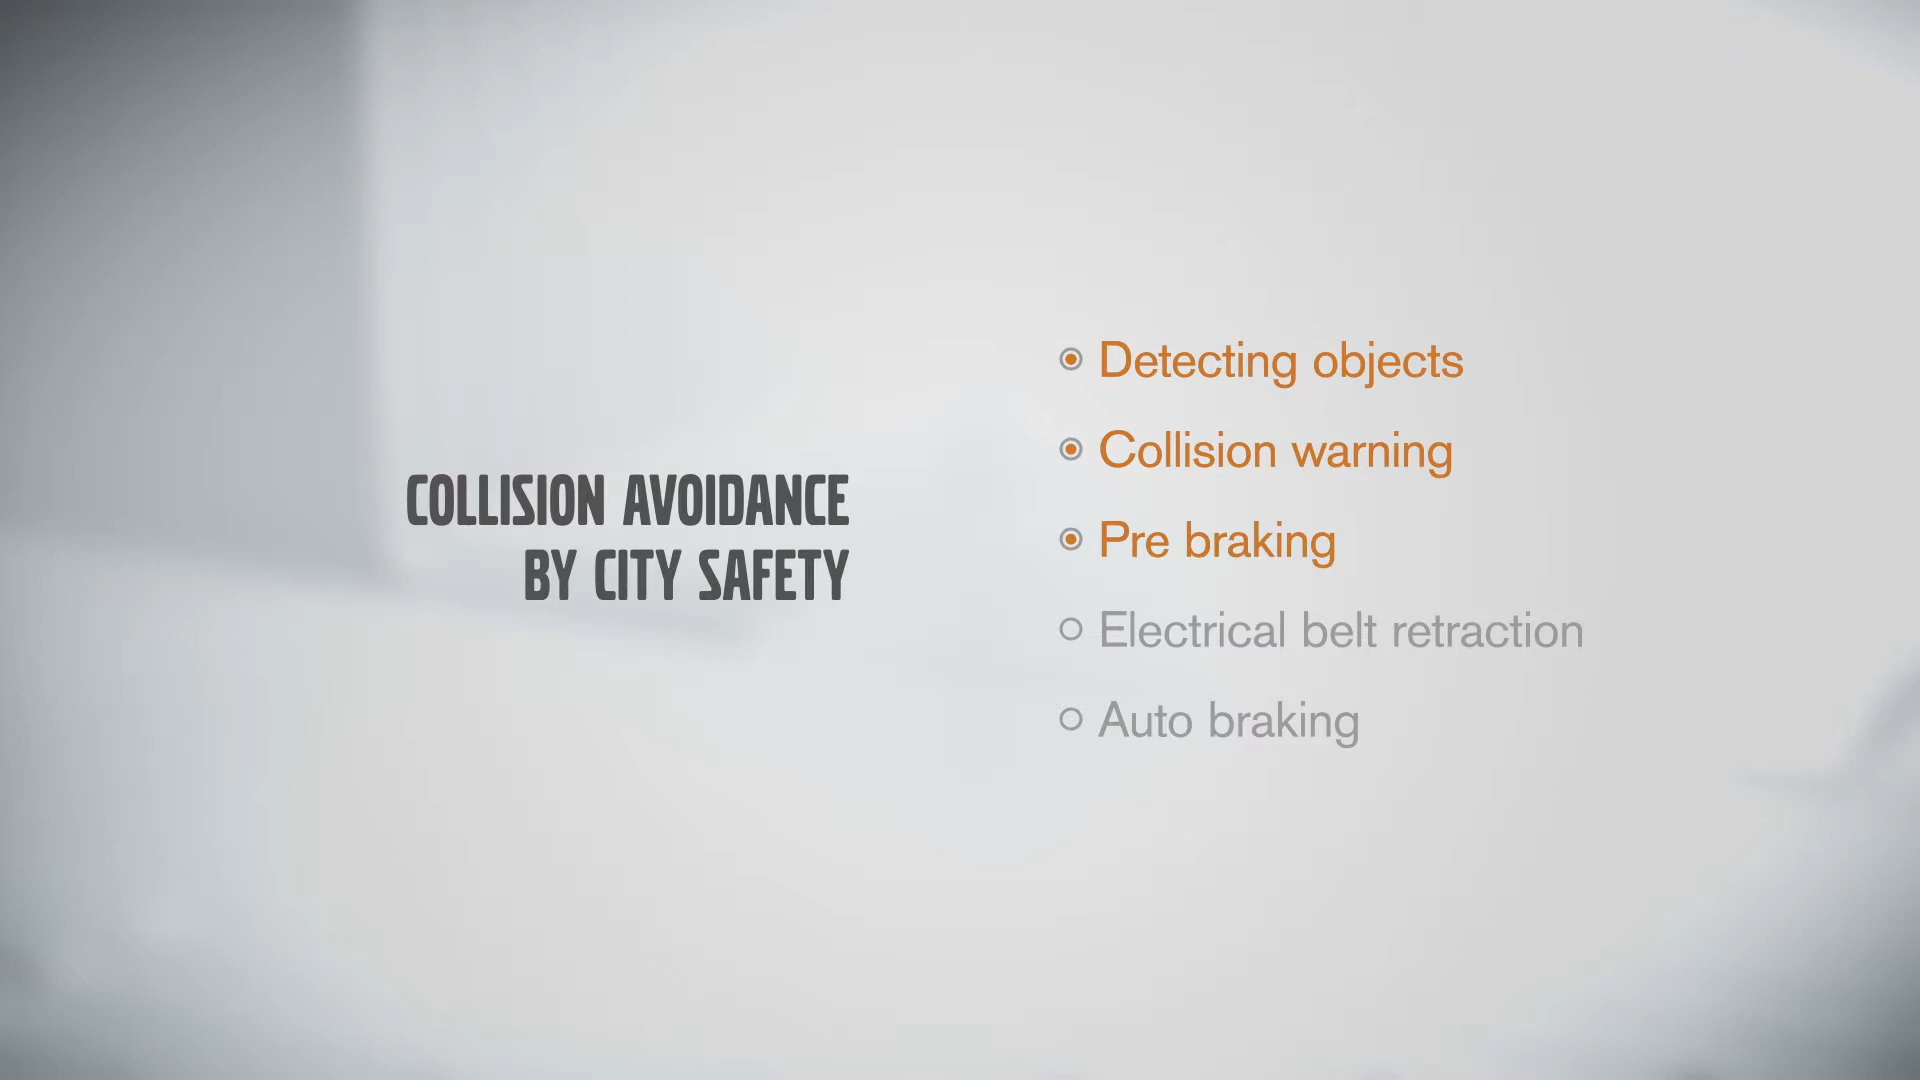 COLLISION AVOIDANCE
BY CITY SAFETY
Detecting objects
Collision warning
Pre braking
Electrical belt retraction
Auto braking